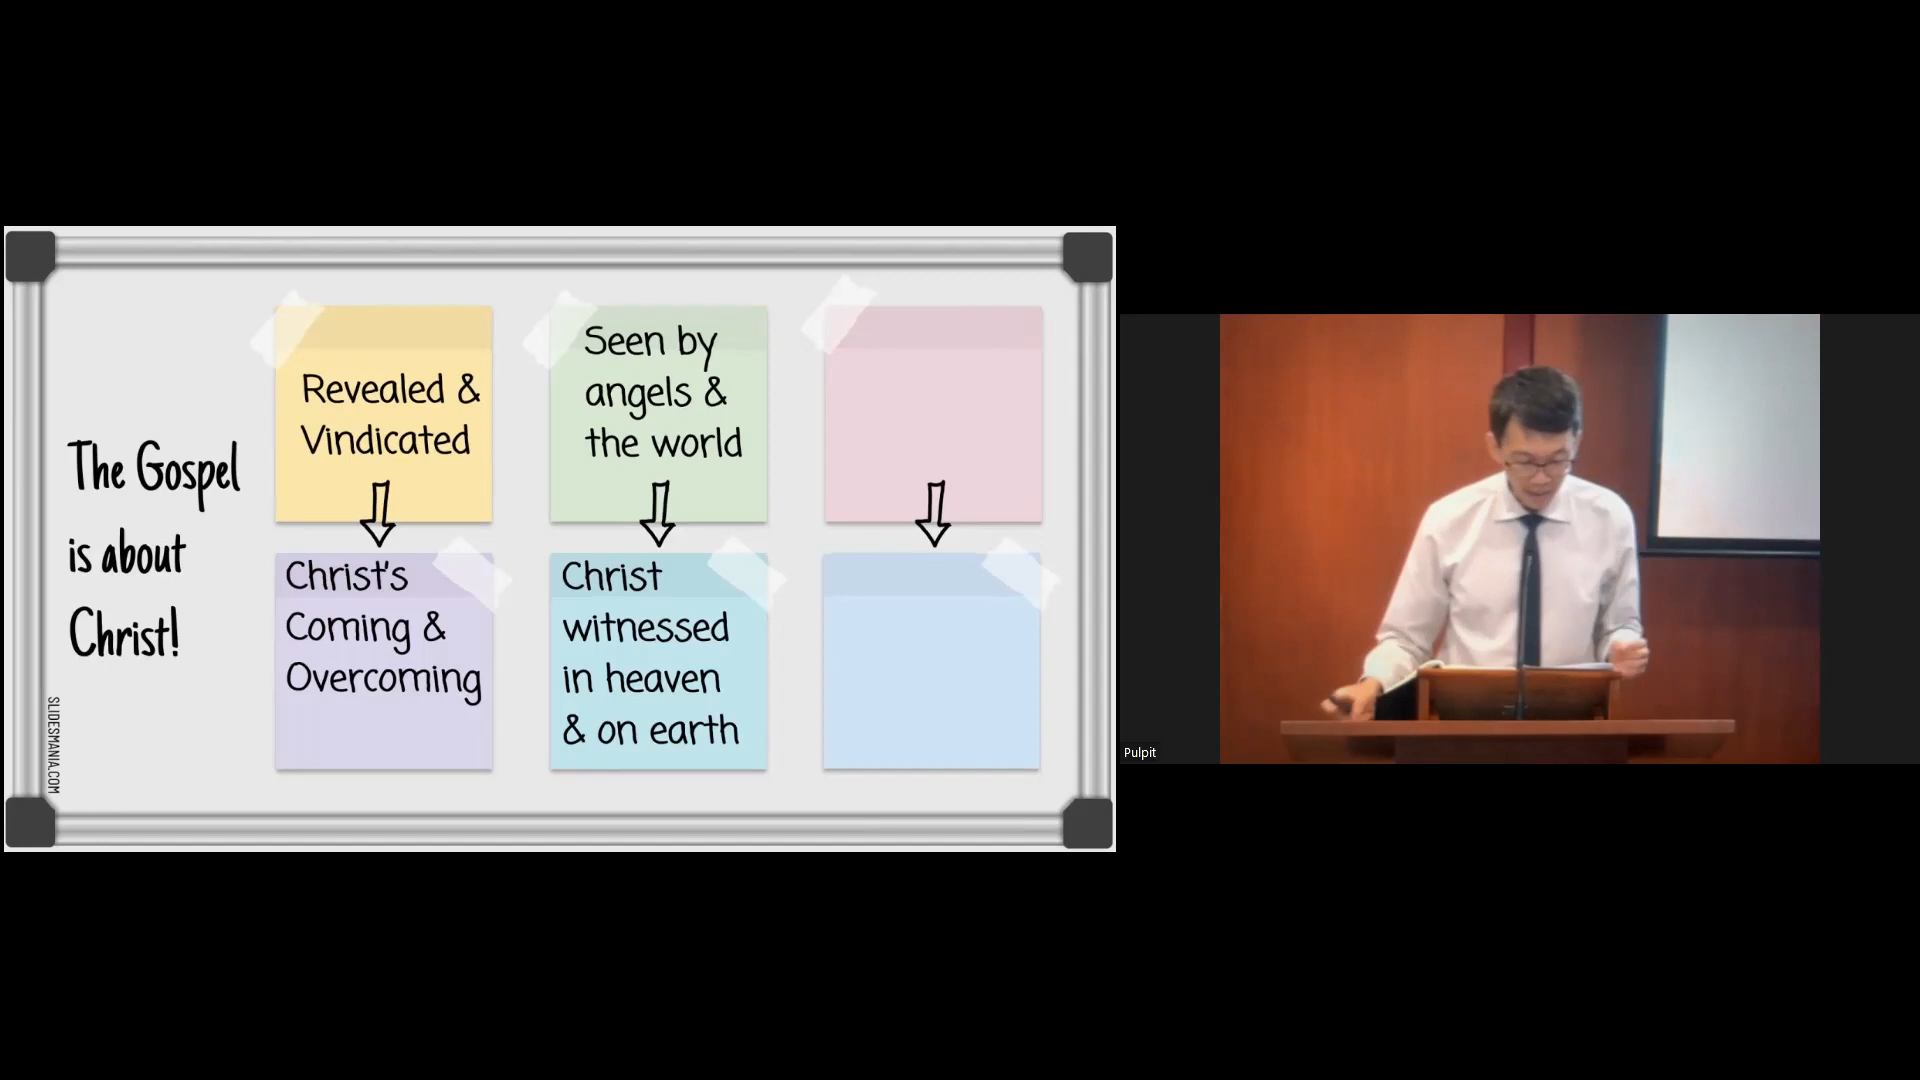 The Gospel
is about
Christ!
Revealed &
Vindicated
Seen by
angels &
the world
Christ's
Coming &
Overcoming
Christ
witnessed
in heaven
& on earth
SLIDESMANIA.COM
Pulpit